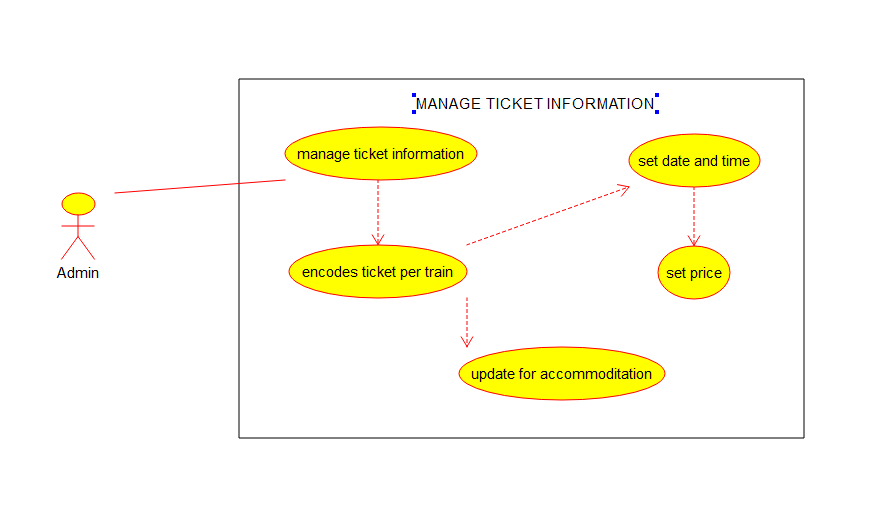 MANAGE TICKET INFORMATION
manage ticket information
set date and time
Admin
encodes ticket per train
set price
update for accommoditation